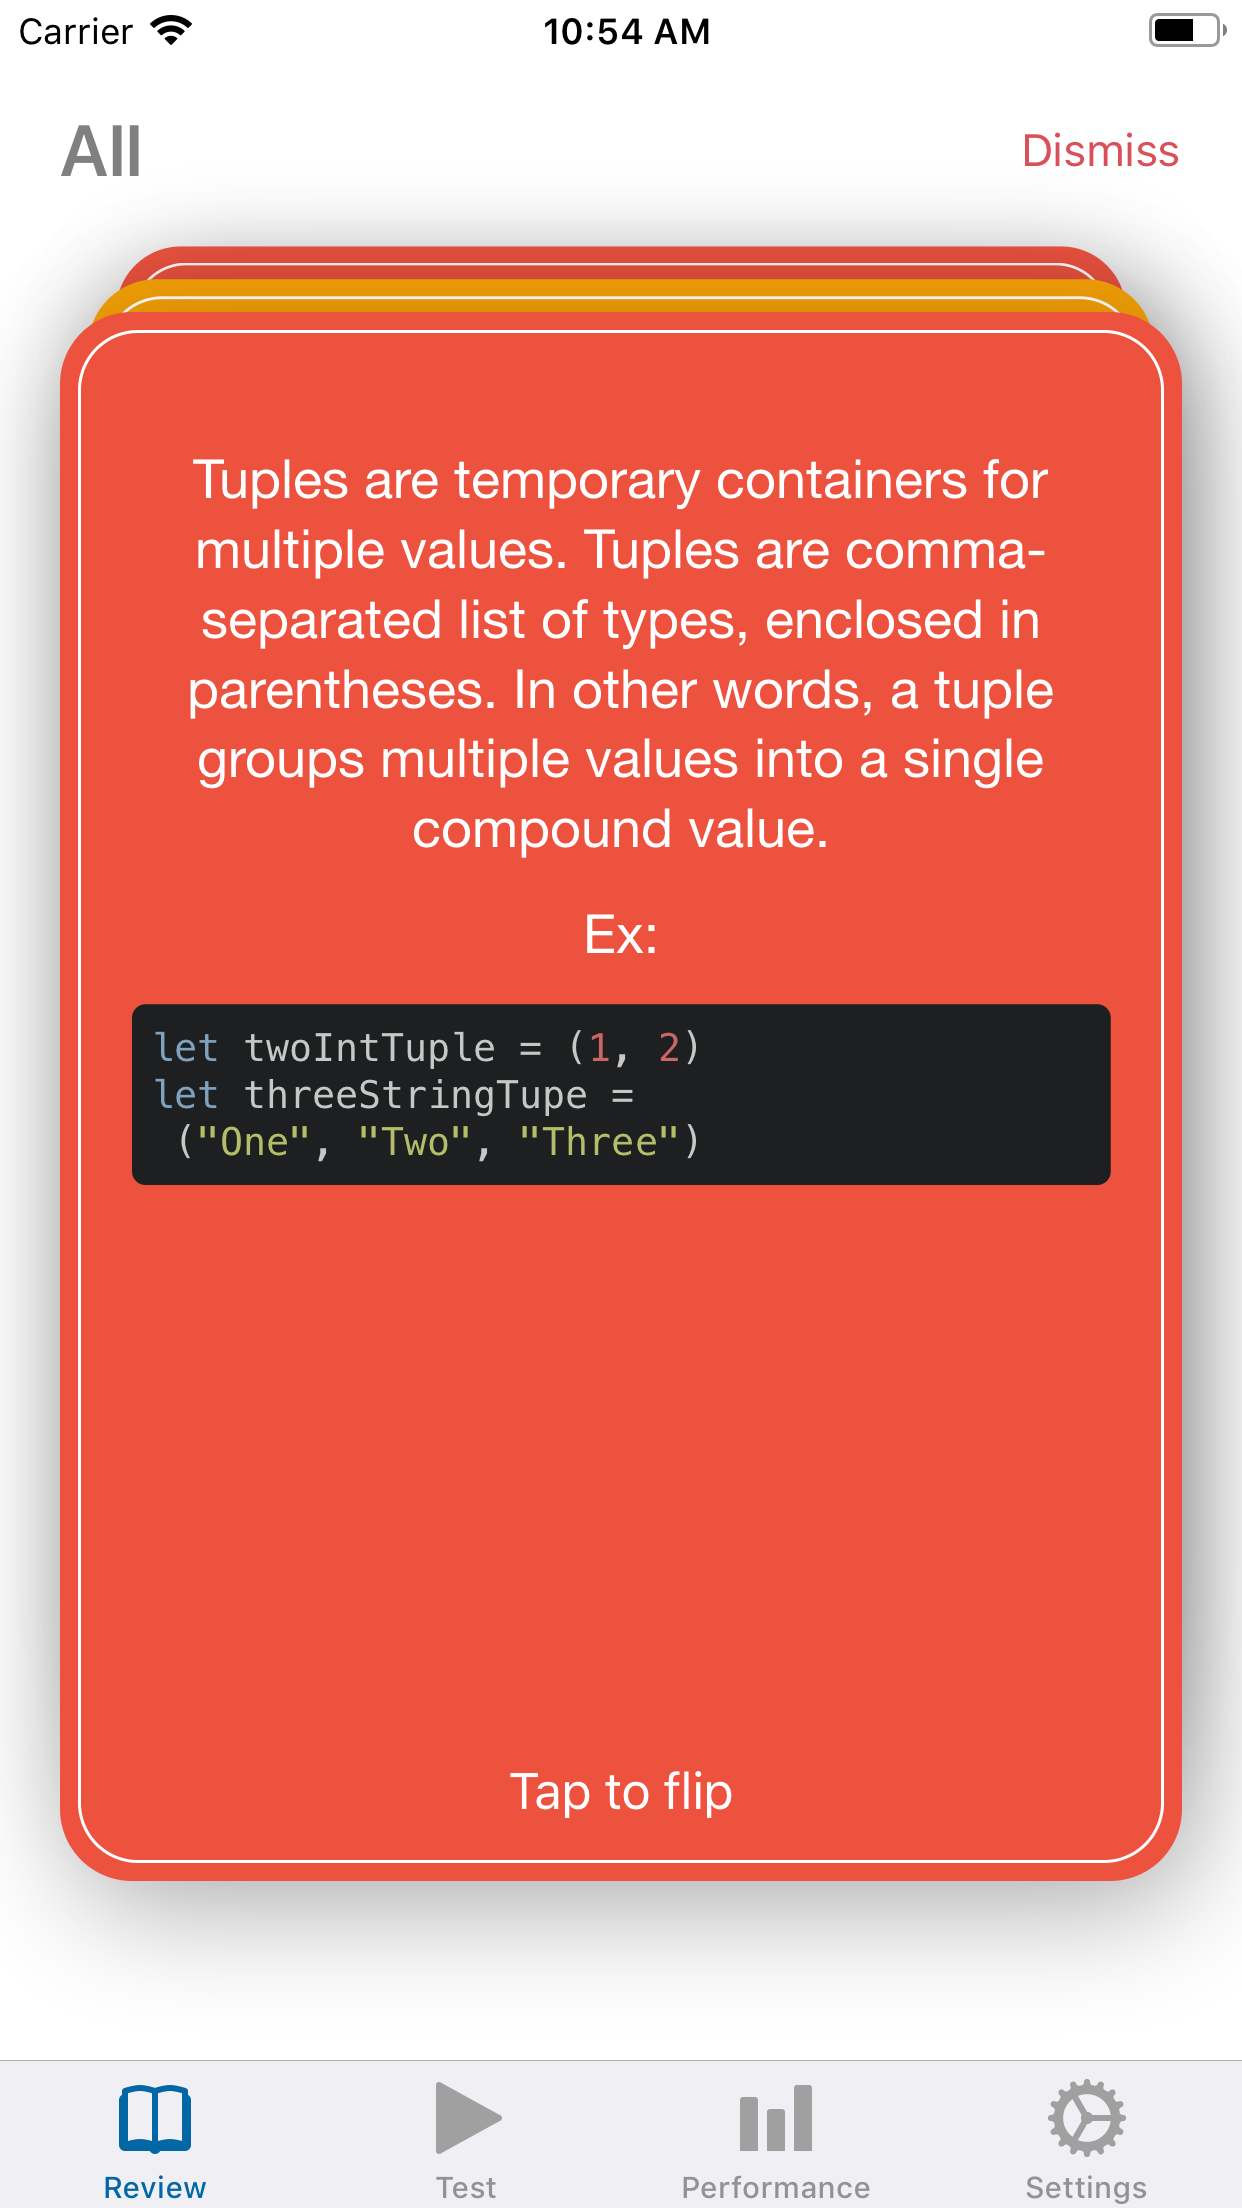 Carrier 10:54 AM
All Dismiss
Tuples are temporary containers for
multiple values. Tuples are comma-
separated list of types, enclosed in
parentheses. In other words, a tuple
groups multiple values into a single
compound value.
Ex:
let twoIntTuple = (1, 2)
let threeStringTupe =
("One", "Two", "Three")
Tap to flip
Review Test Performance Settings